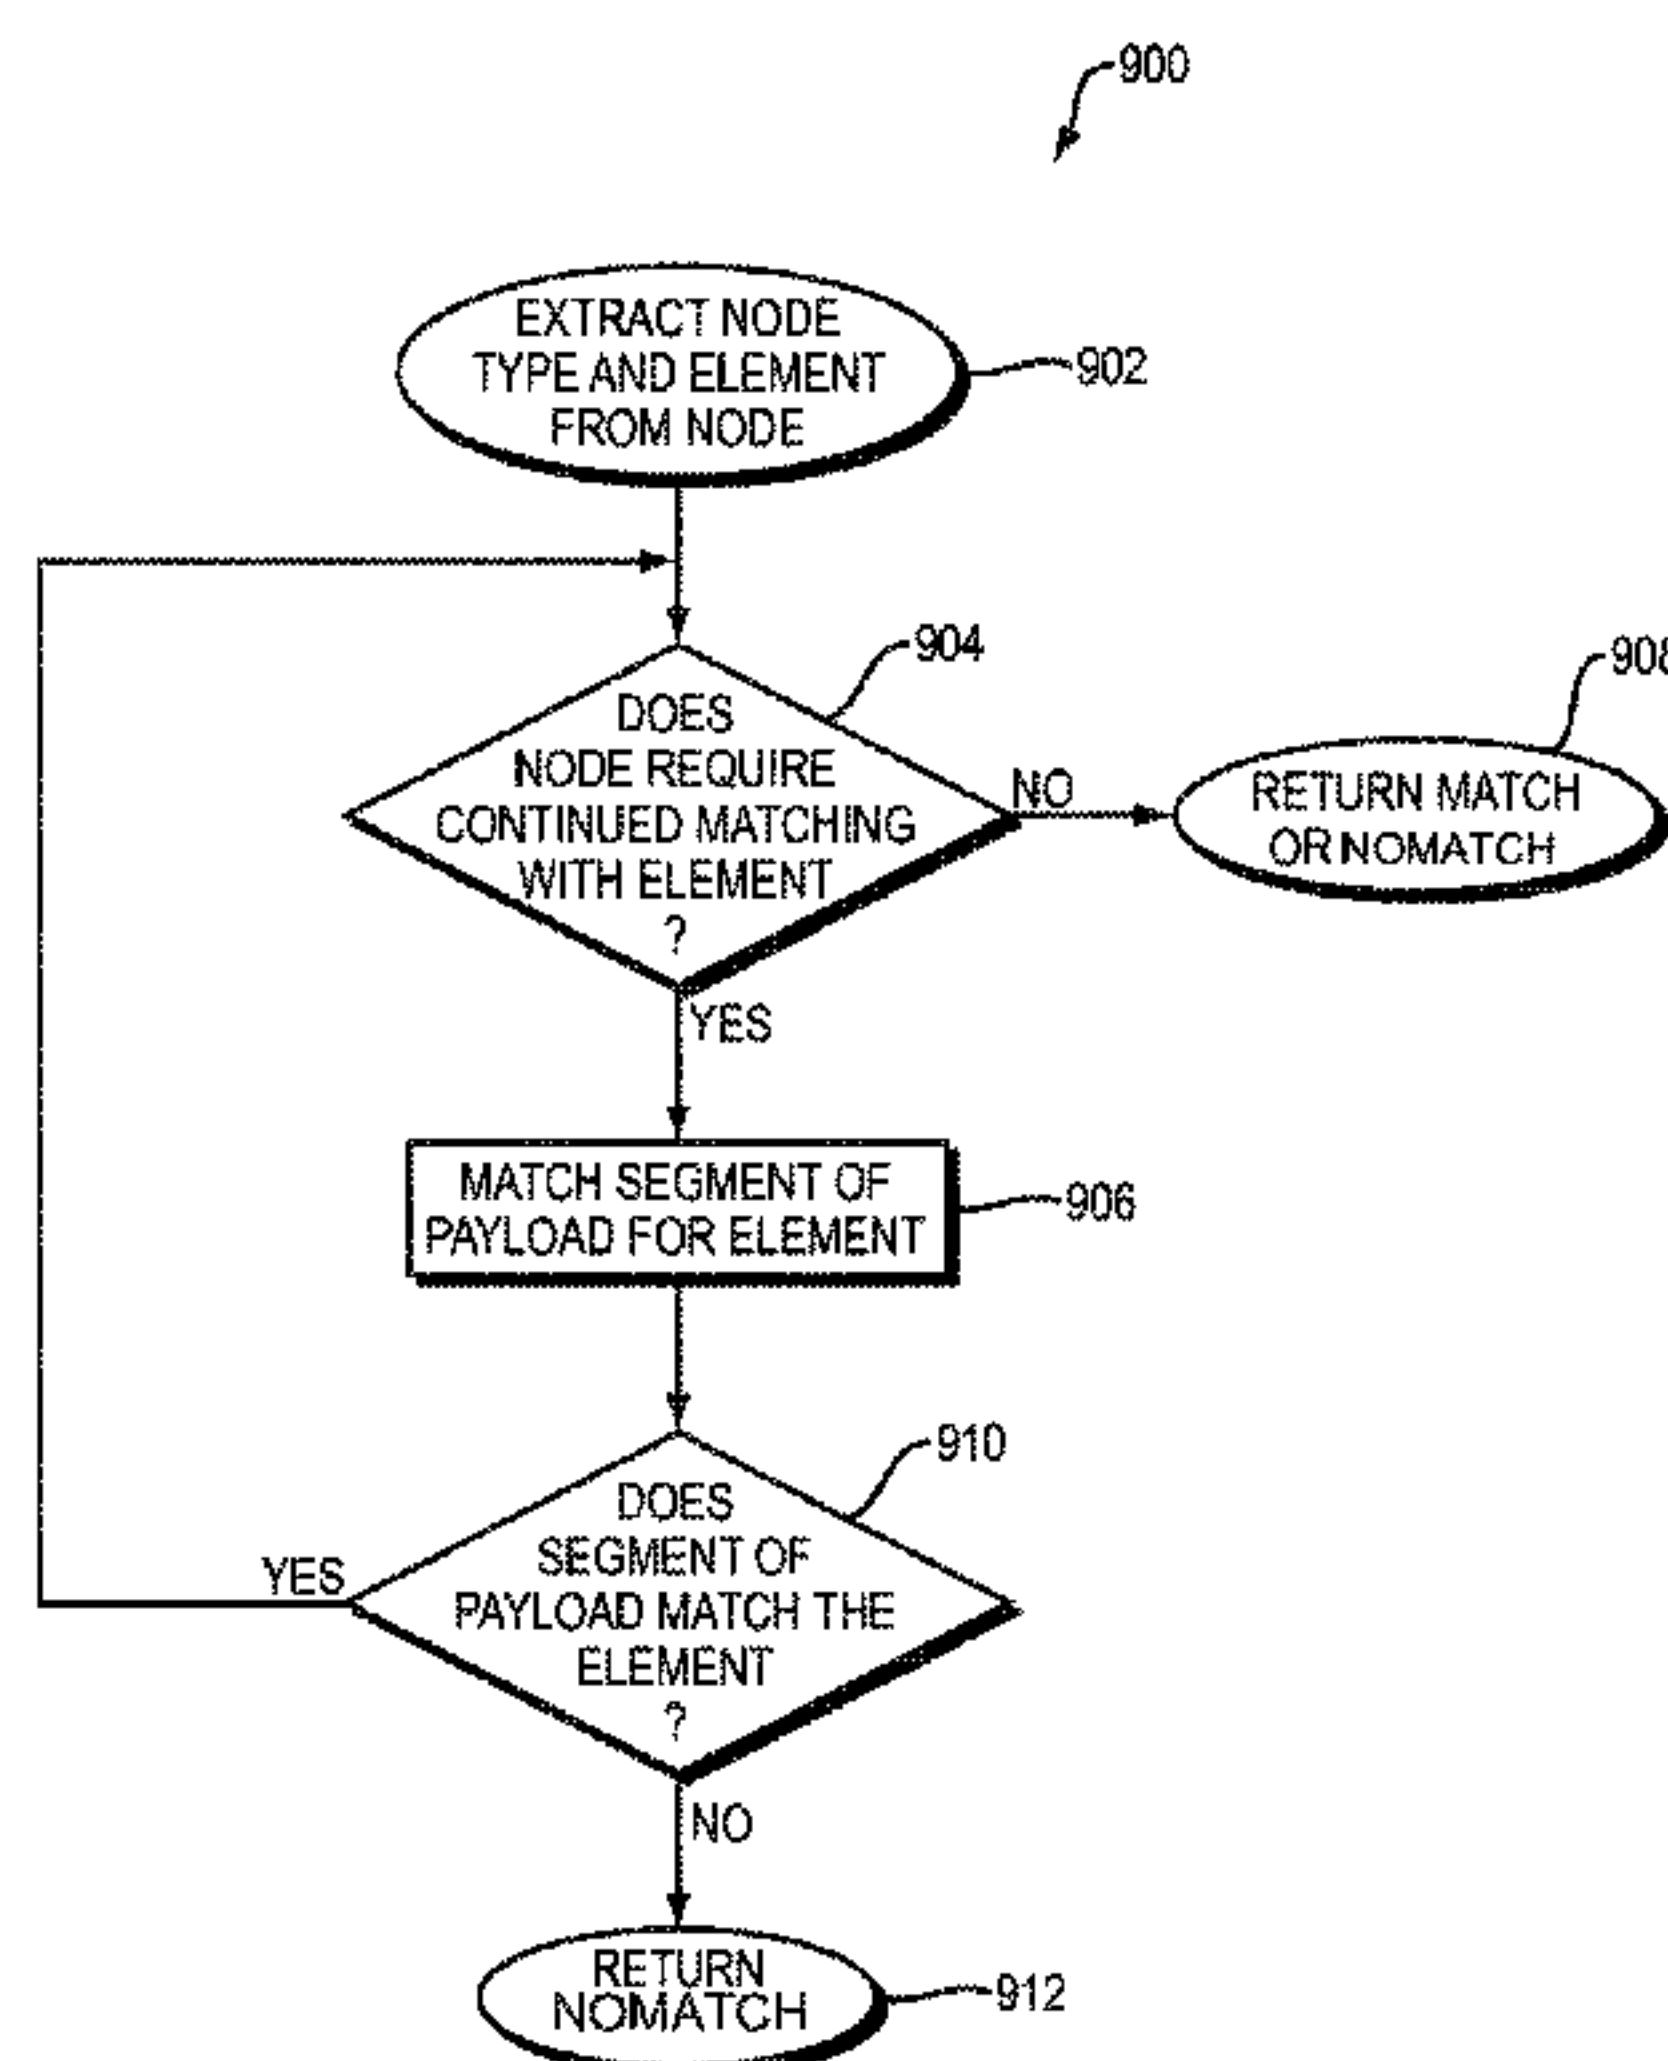 900
EXTRACT NODE
TYPE AND ELEMENT
FROM NODE
902
904
DOES
NODE REQUIRE
CONTINUED MATCHING
WITH ELEMENT
?
NO
908
RETURN MATCH
OR NOMATCH
YES
MATCH SEGMENT OF
PAYLOAD FOR ELEMENT
906
910
DOES
SEGMENT OF
PAYLOAD MATCH THE
ELEMENT
?
YES
NO
RETURN
NOMATCH
912